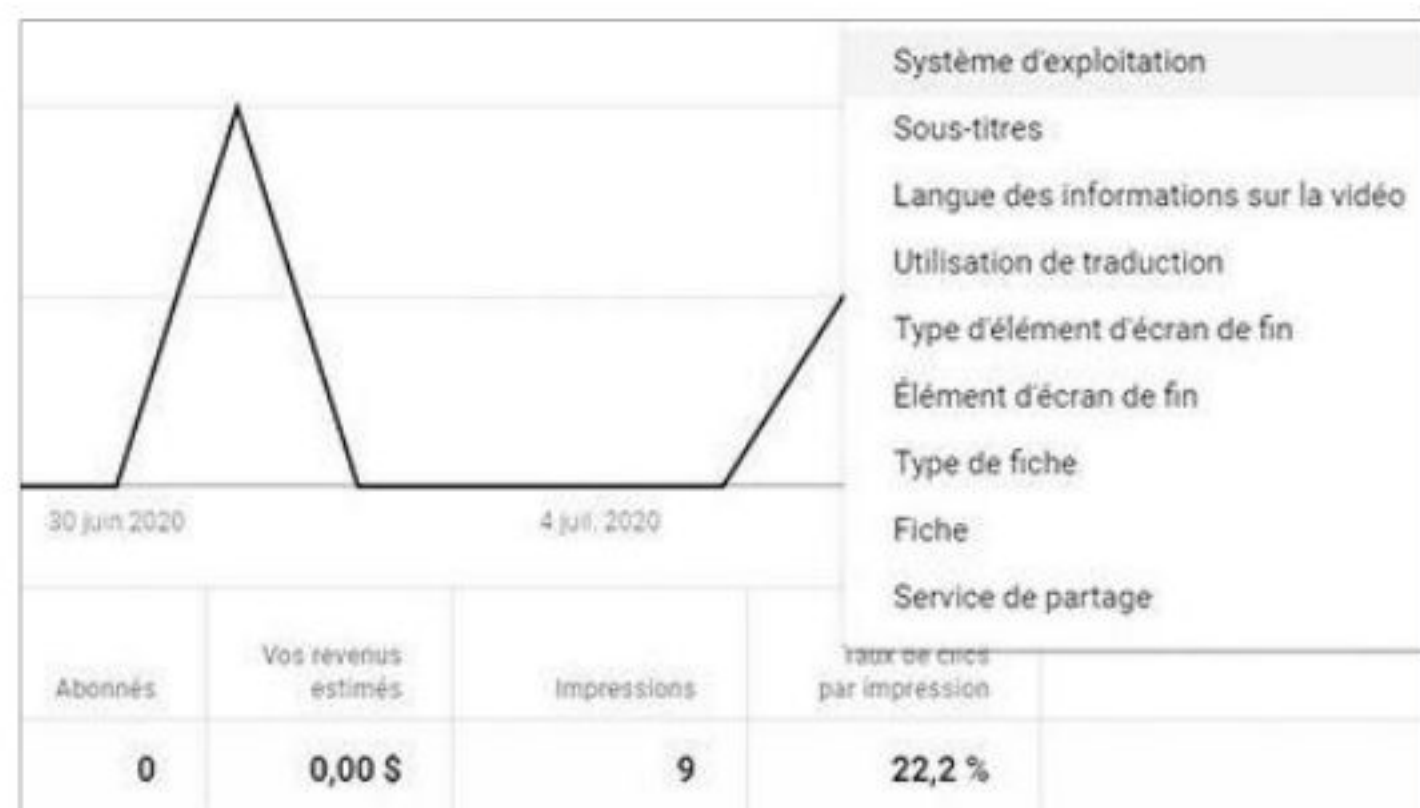 Système d'exploitation
Sous-titres
Langue des informations sur la vidéo
Utilisation de traduction
Type d'élément d'écran de fin
Élément d'écran de fin
Type de fiche
Fiche
Service de partage
30 juin 2020
4 juil. 2020
Abonnés
Vos revenus
estimés
Impressions
Taux de clics
par impression
0
0,00 $
9
22,2 %